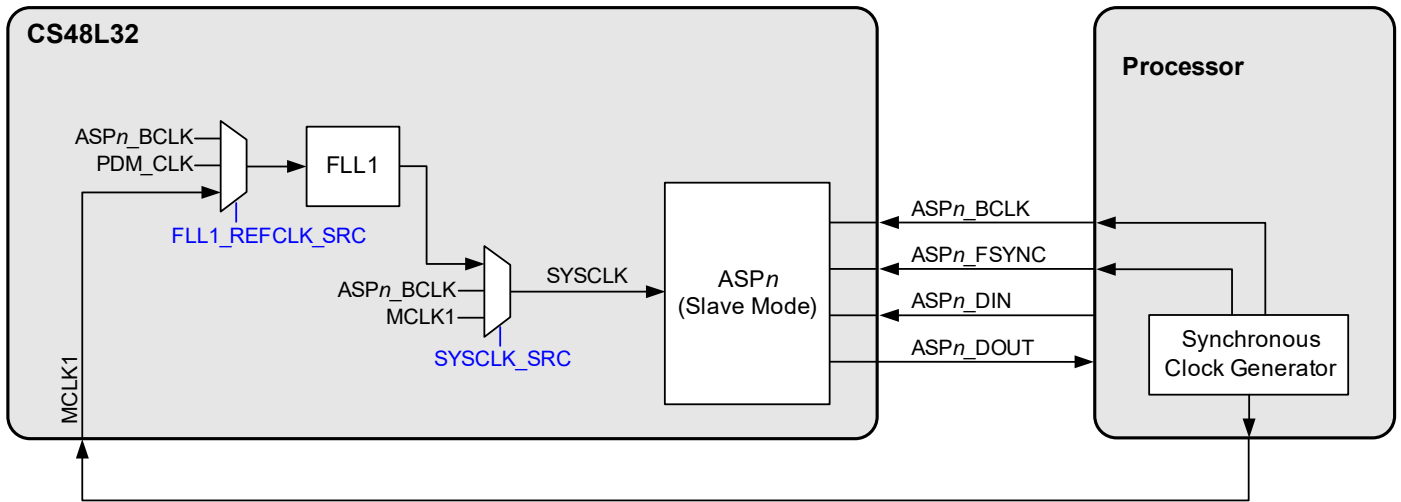 CS48L32
Processor
ASPn_BCLK
PDM_CLK
FLL1
FLL1_REFCLK_SRC
ASPn_BCLK
MCLK1
SYSCLK_SRC
SYSCLK
ASPn
(Slave Mode)
ASPn_BCLK
ASPn_FSYNC
ASPn_DIN
ASPn_DOUT
Synchronous
Clock Generator
MCLK1